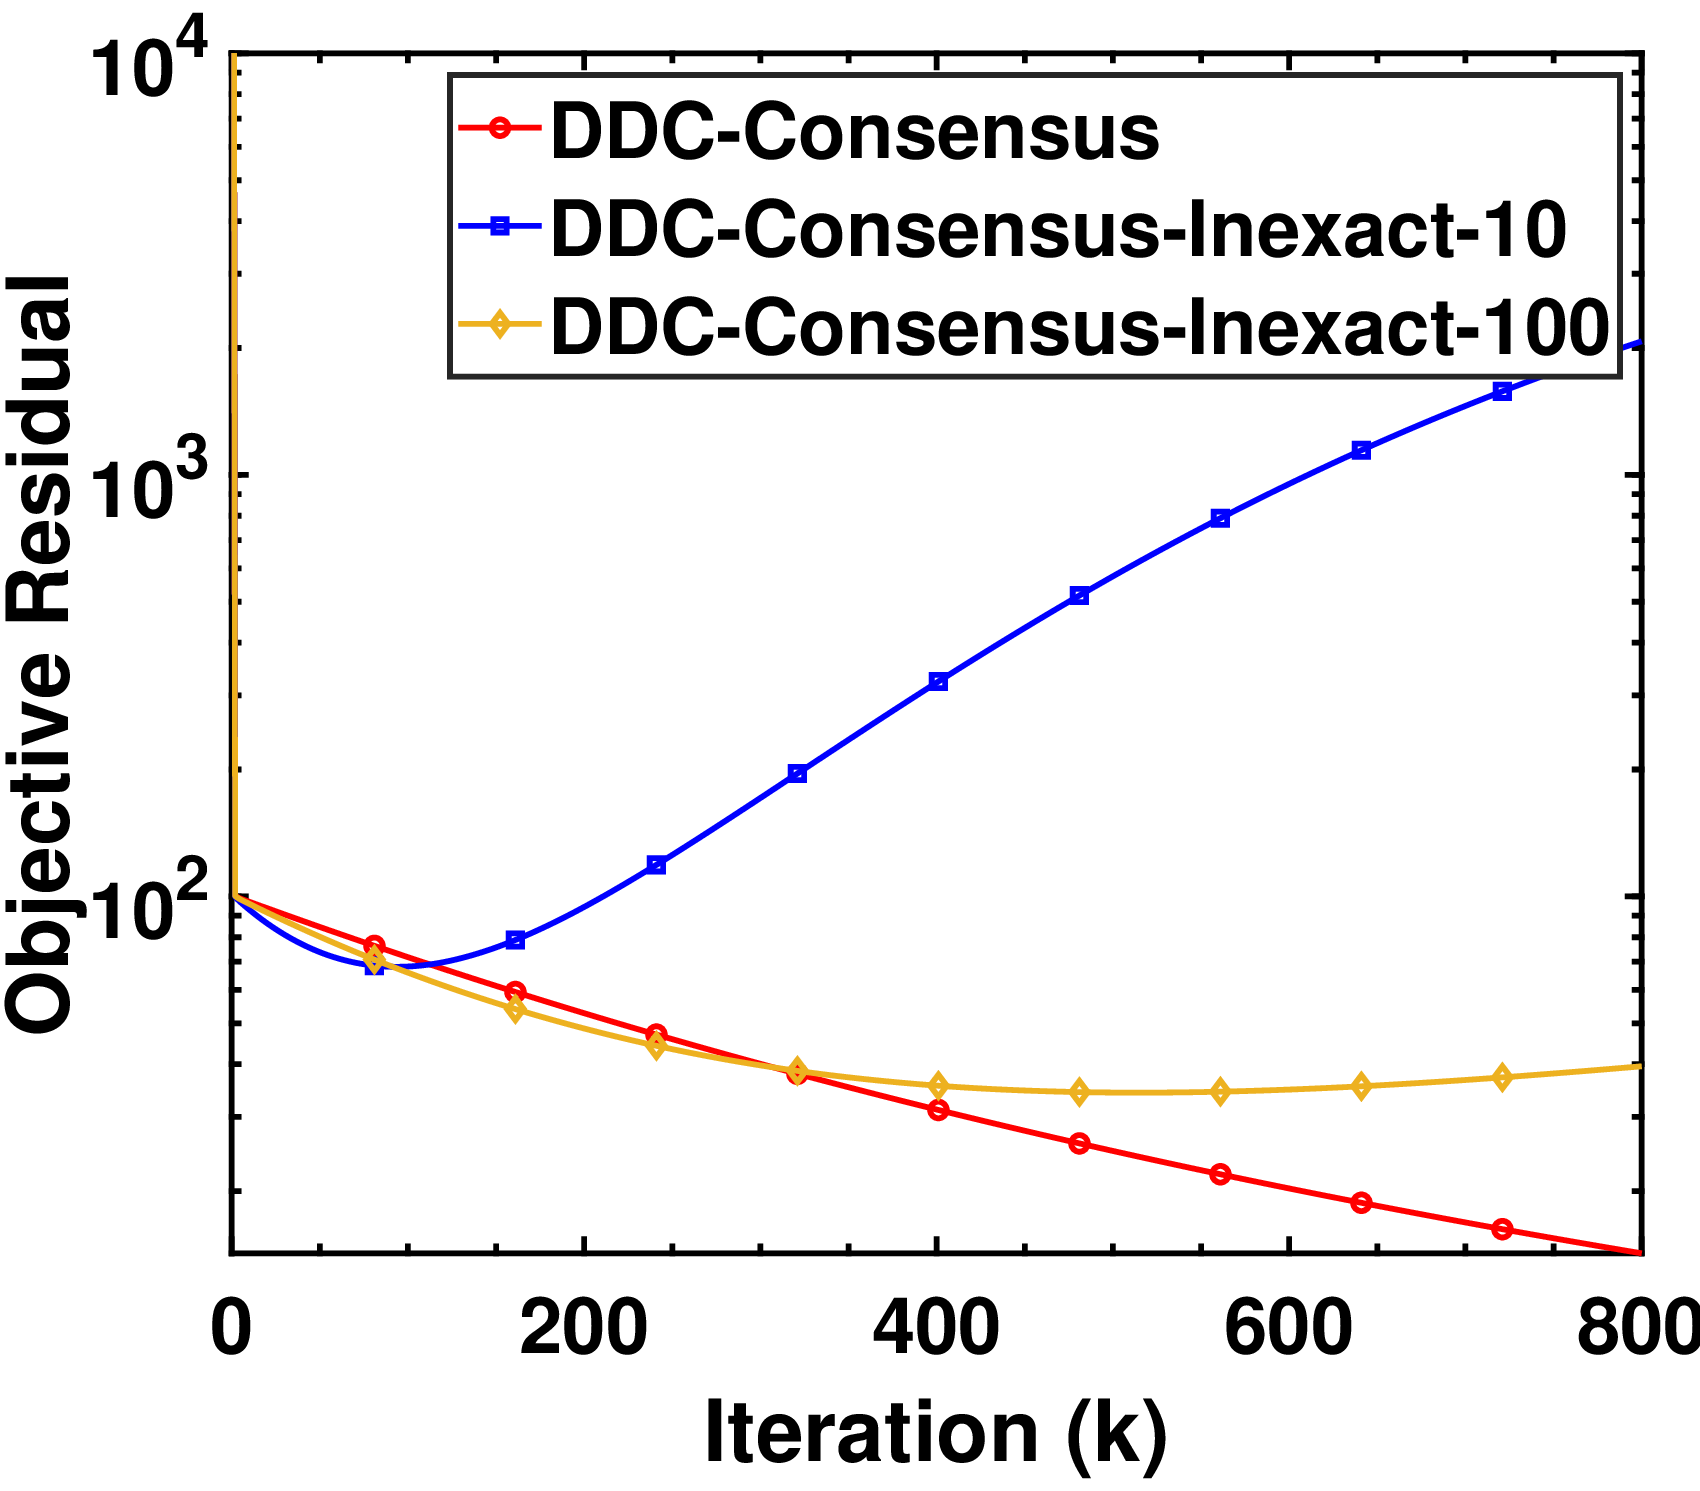 10^4
DDC-Consensus
DDC-Consensus-Inexact-10
DDC-Consensus-Inexact-100
10^3
10^2
Objective Residual
0 200 400 600 800
Iteration (k)